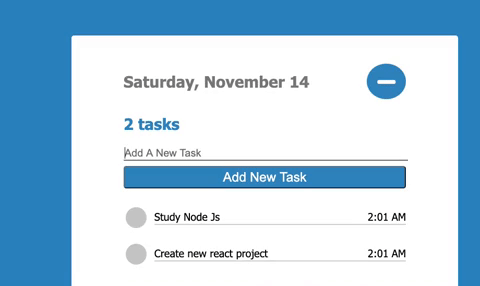 Saturday, November 14
2 tasks
Add A New Task
Add New Task
Study Node Js 2:01 AM
Create new react project 2:01 AM